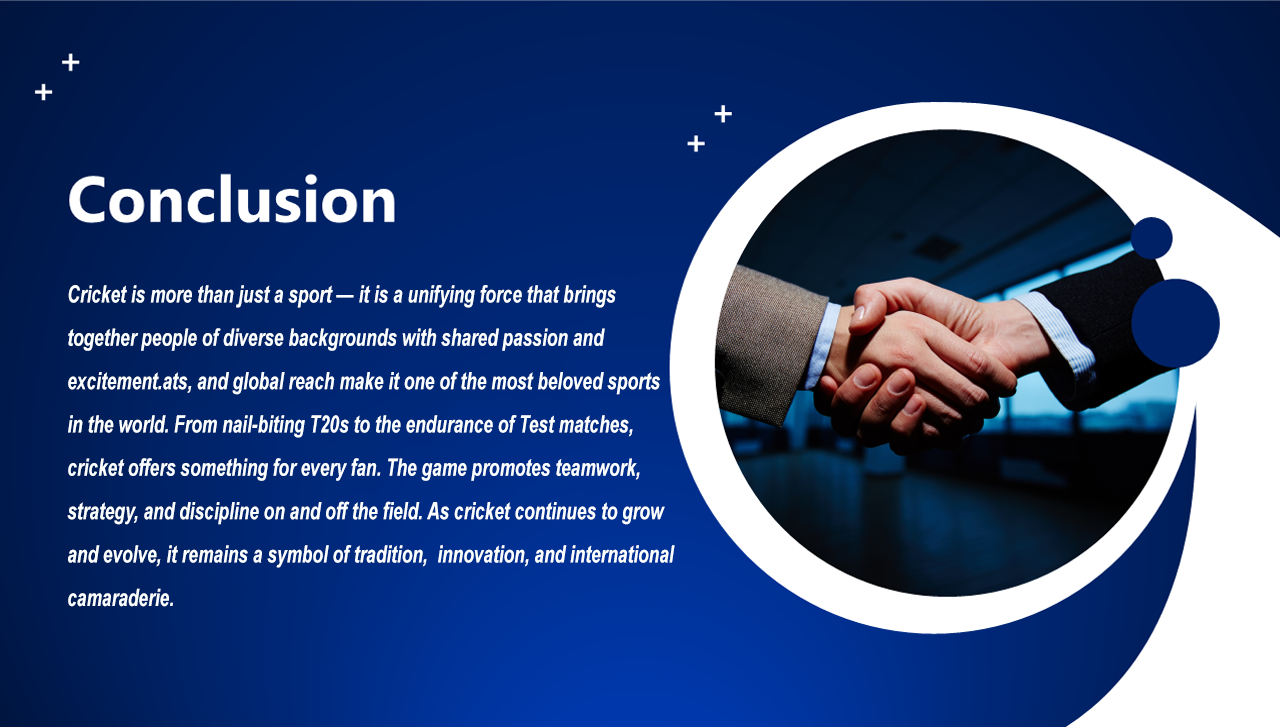 Conclusion
Cricket is more than just a sport — it is a unifying force that brings
together people of diverse backgrounds with shared passion and
excitement.ats, and global reach make it one of the most beloved sports
in the world. From nail-biting T20s to the endurance of Test matches,
cricket offers something for every fan. The game promotes teamwork,
strategy, and discipline on and off the field. As cricket continues to grow
and evolve, it remains a symbol of tradition,  innovation, and international
camaraderie.